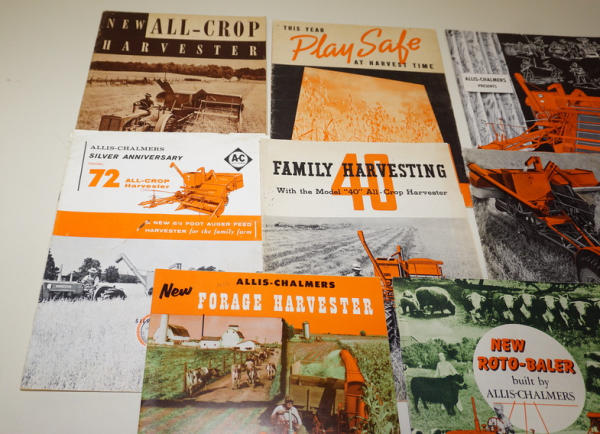 NEW ALL-CROP
HARVESTER
THIS YEAR
Play Safe
AT HARVEST TIME
ALLIS-CHALMERS
PRESENTS
ALLIS-CHALMERS
SILVER ANNIVERSARY
A-C
72 ALL-CROP
Harvester
NEW 6½ FOOT AUGER FEED
HARVESTER for the family farm
FAMILY HARVESTING
40
With the Model "40" All-Crop Harvester
ALLIS-CHALMERS
New FORAGE HARVESTER
NEW
ROTO-BALER
built by
ALLIS-CHALMERS